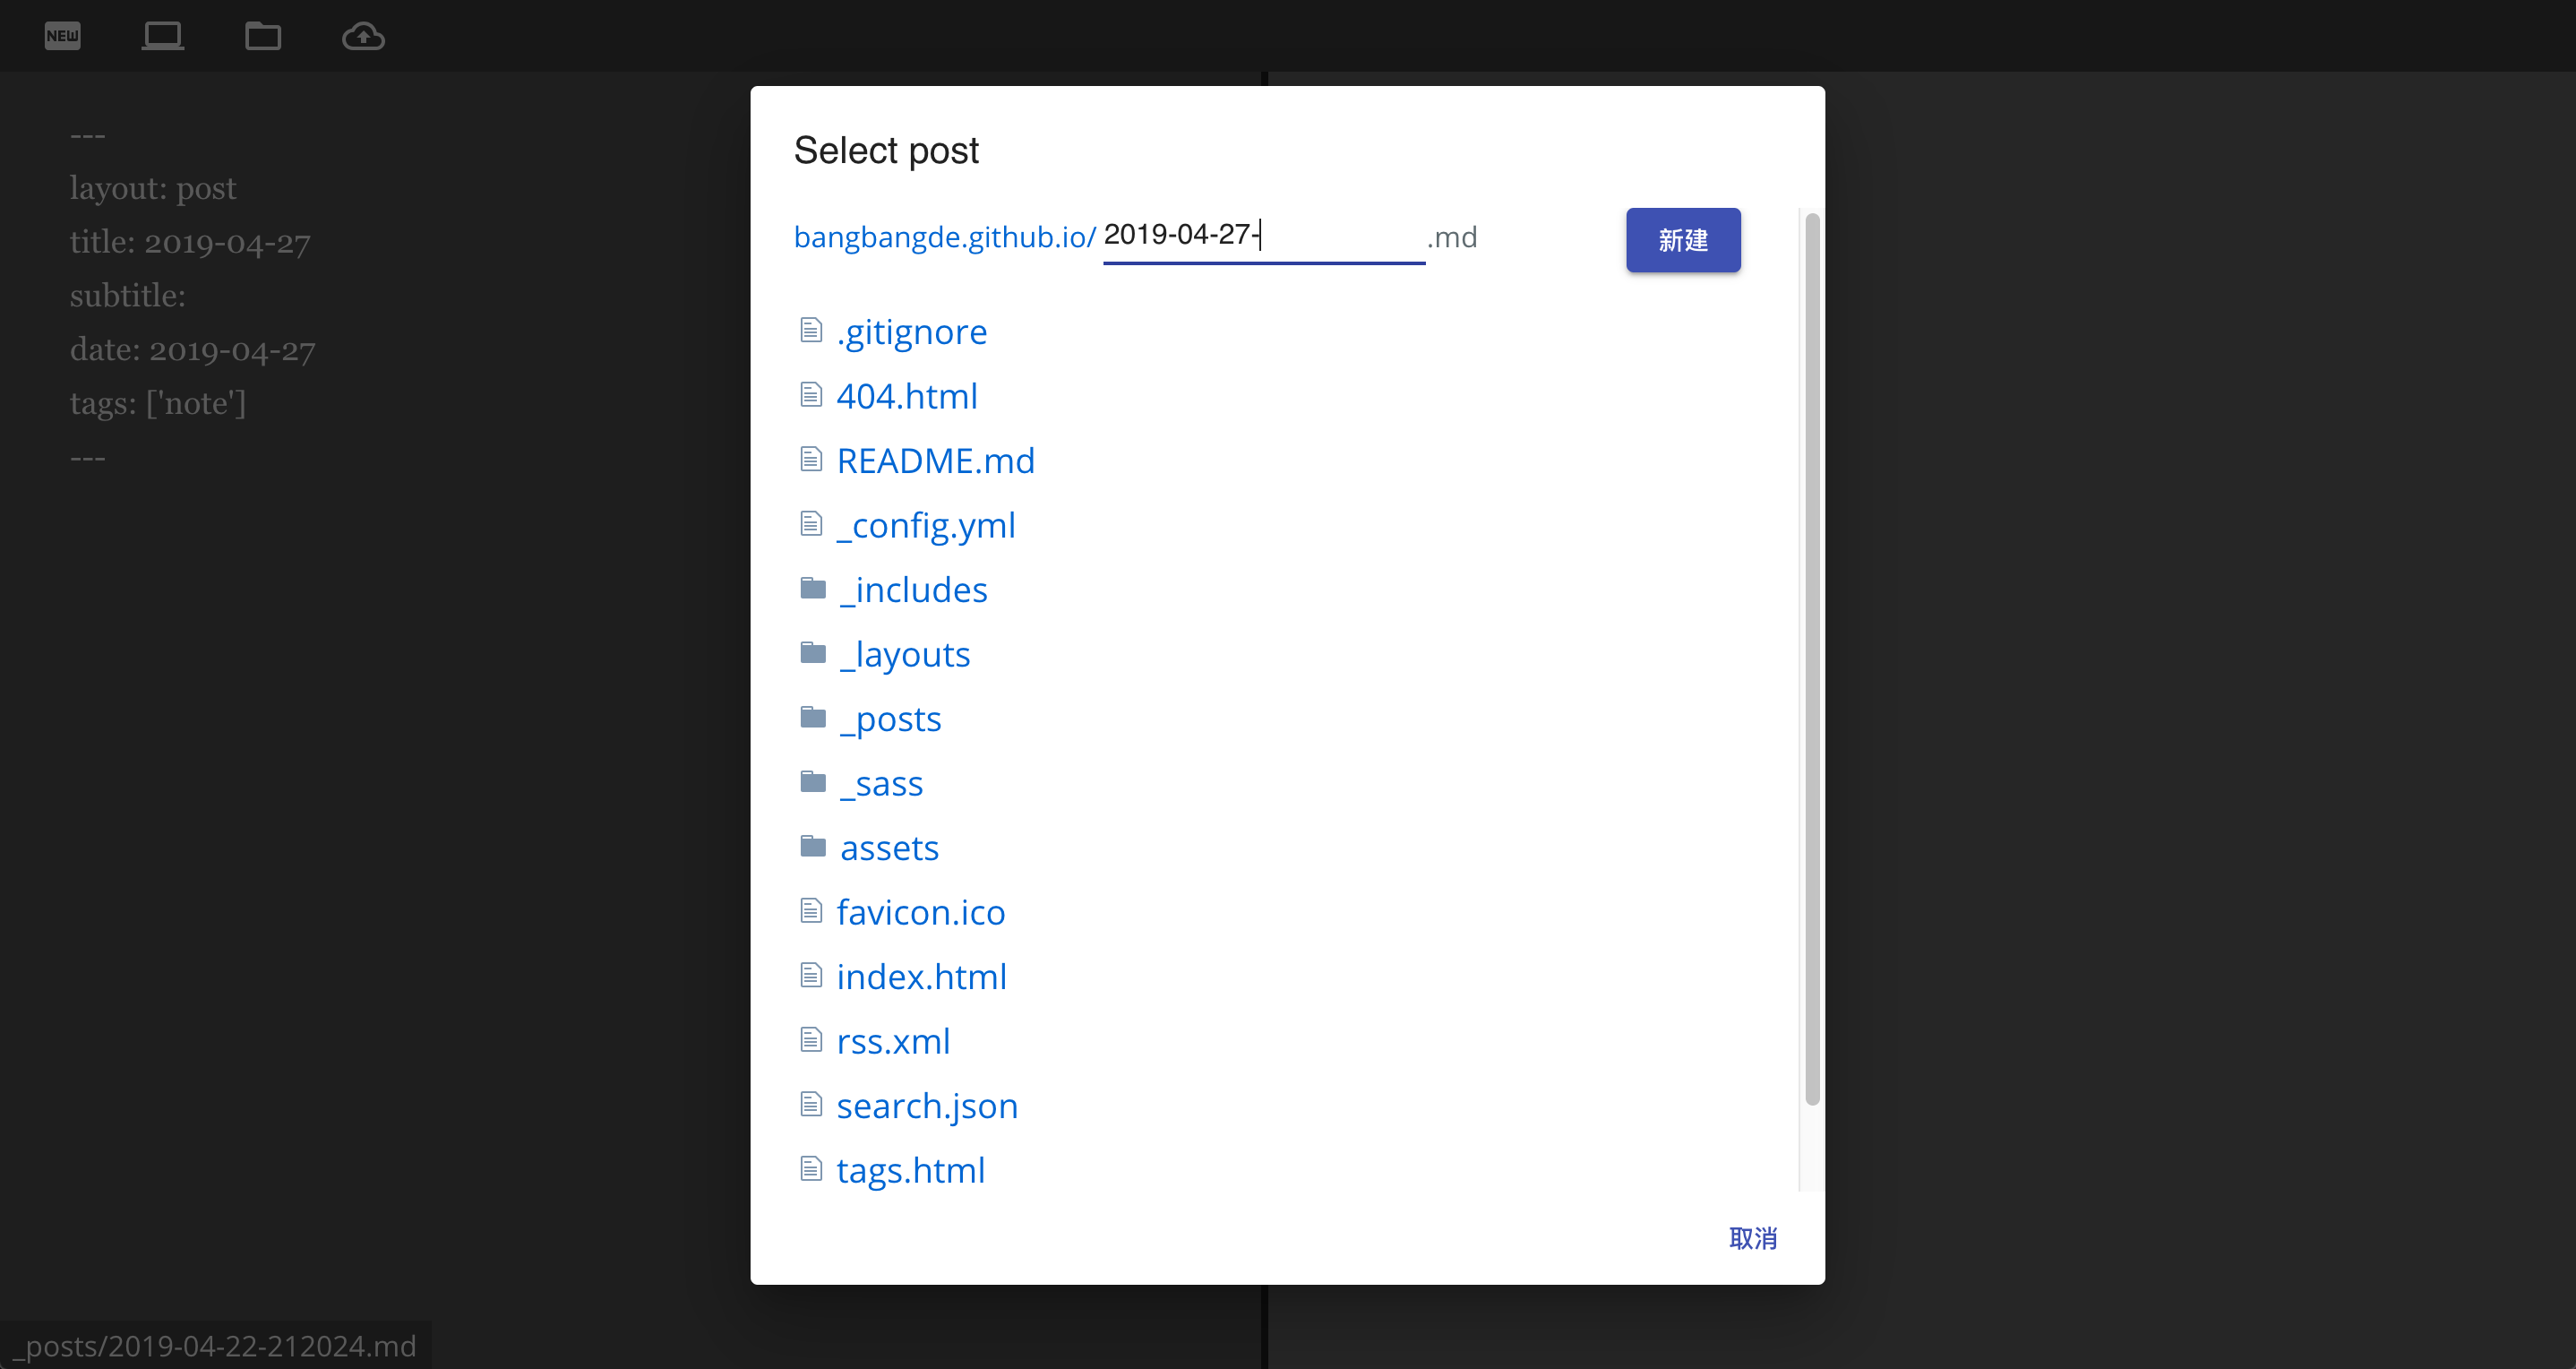 NEW
---
layout: post
title: 2019-04-27
subtitle:
date: 2019-04-27
tags: ['note']
---
Select post
bangbangde.github.io/ 2019-04-27- .md 新建
.gitignore
404.html
README.md
_config.yml
_includes
_layouts
_posts
_sass
assets
favicon.ico
index.html
rss.xml
search.json
tags.html
取消
_posts/2019-04-22-212024.md